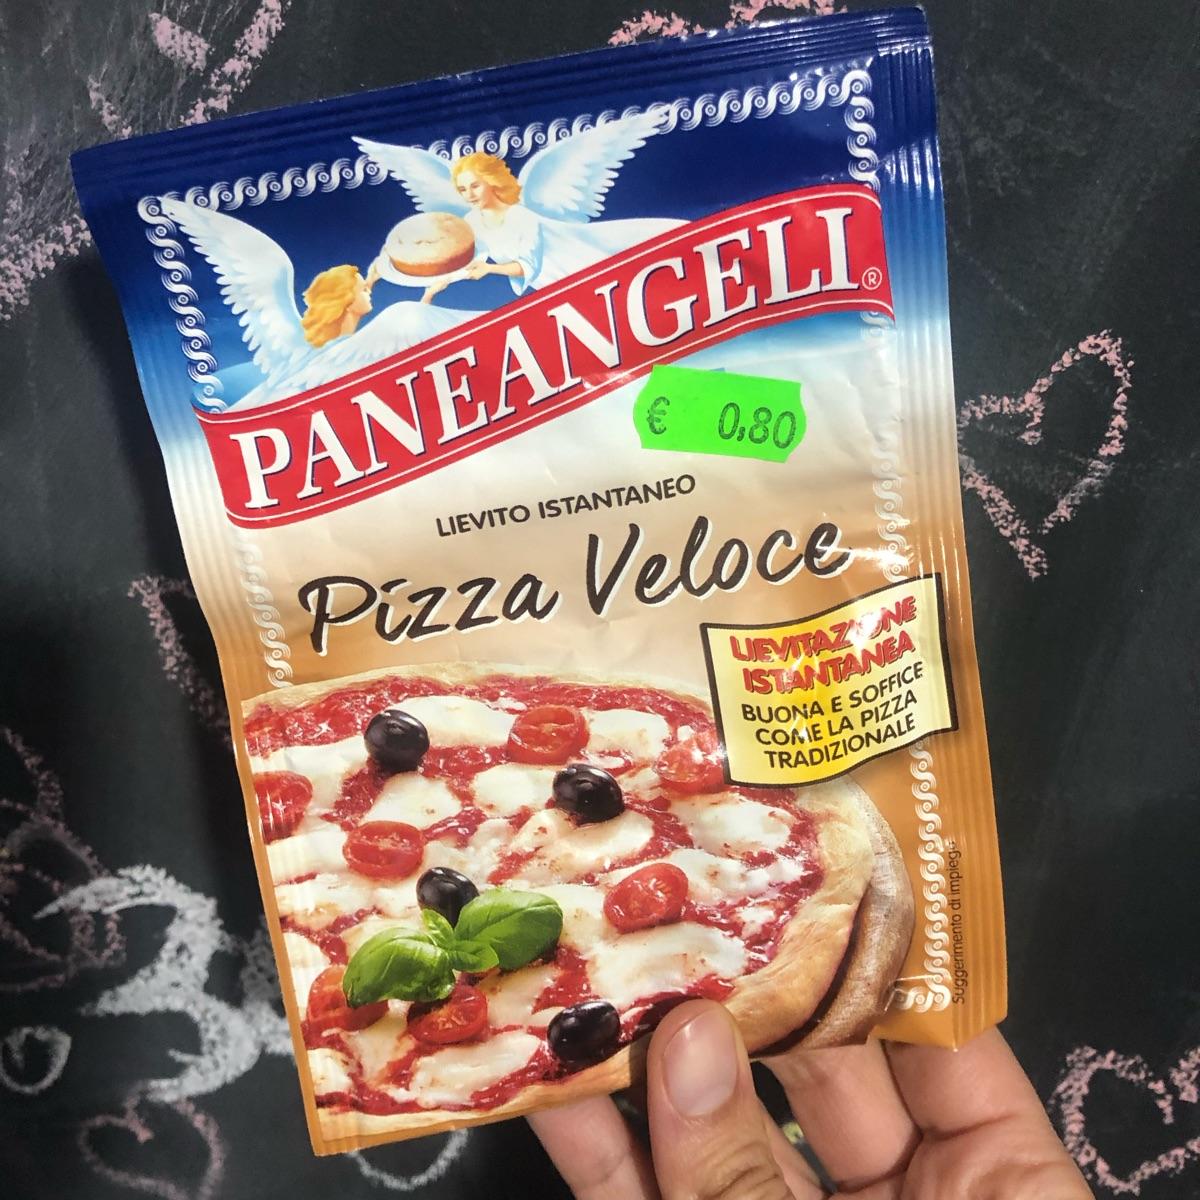 PANEANGELI®
€ 0,80
LIEVITO ISTANTANEO
Pizza Veloce
LIEVITAZIONE
ISTANTANEA
BUONA E SOFFICE
COME LA PIZZA
TRADIZIONALE
Suggerimento di impiego